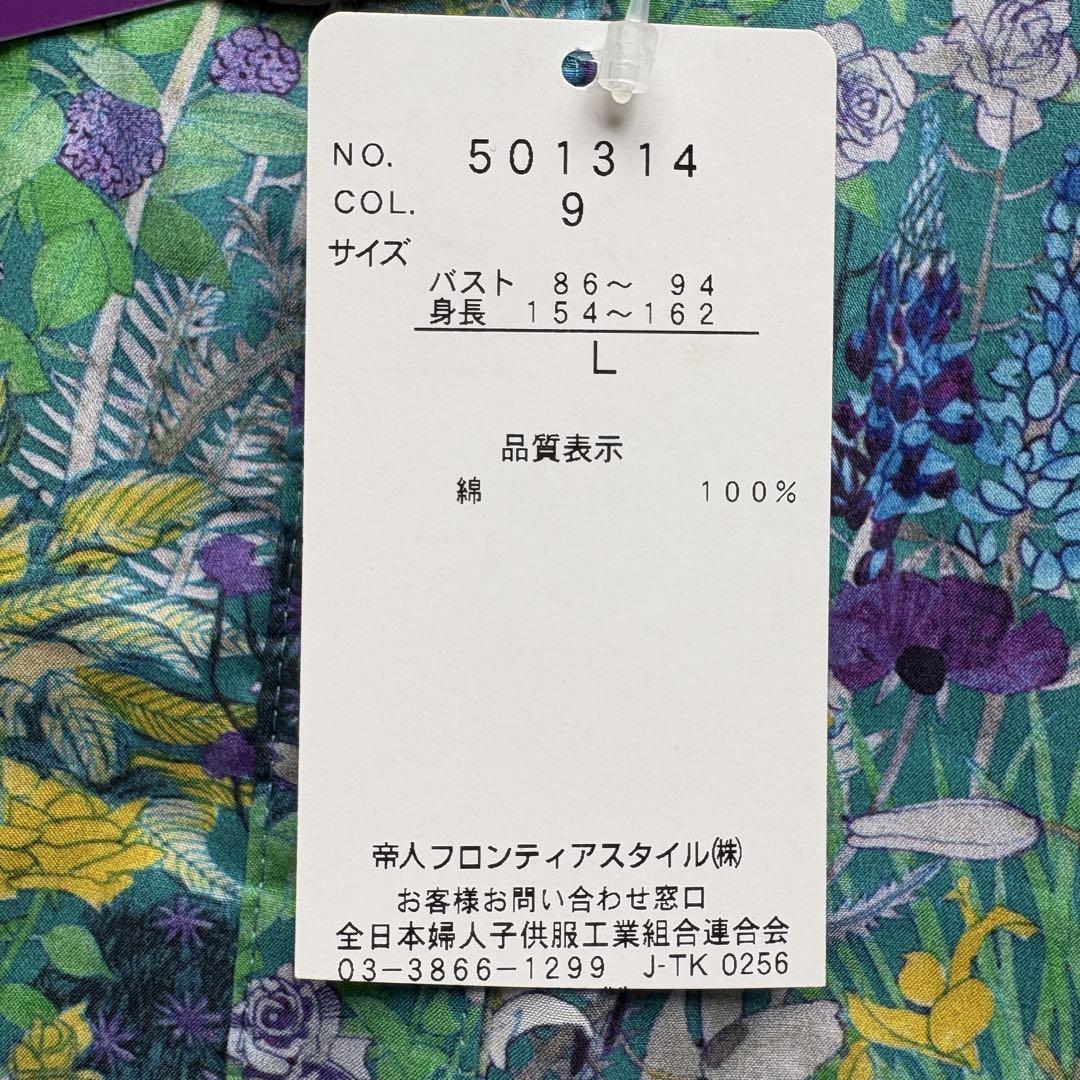 NO. 501314
COL. 9
サイズ
バスト 86～ 94
身長 154～162
L
品質表示
綿 100%
帝人フロンティアスタイル㈱
お客様お問い合わせ窓口
全日本婦人子供服工業組合連合会
03-3866-1299 J-TK 0256